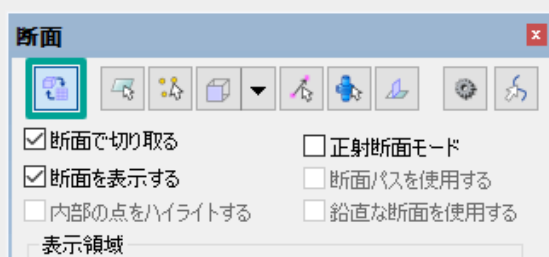 断面
断面で切り取る
正射断面モード
断面を表示する
断面パスを使用する
内部の点をハイライトする
鉛直な断面を使用する
表示領域